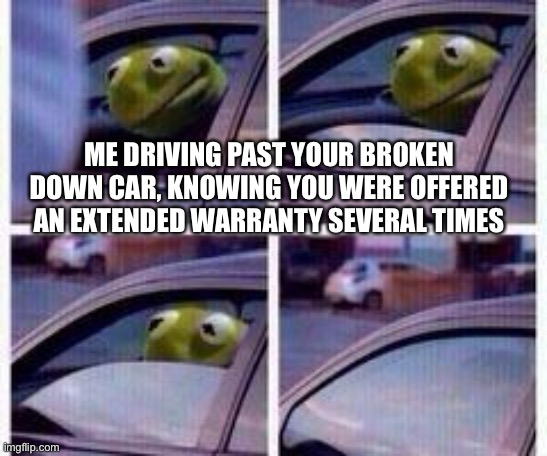 ME DRIVING PAST YOUR BROKEN
DOWN CAR, KNOWING YOU WERE OFFERED
AN EXTENDED WARRANTY SEVERAL TIMES
imgflip.com